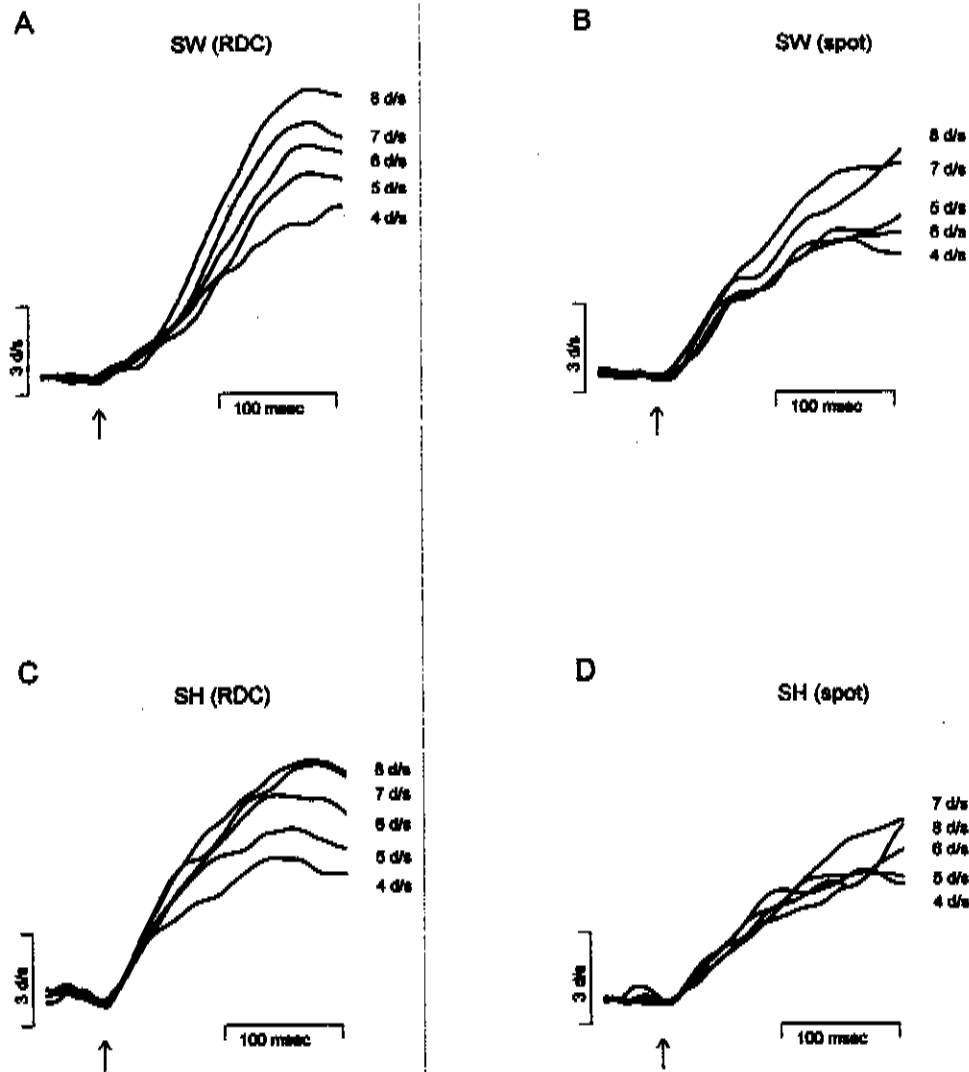 A
SW (RDC)
8 d/s
7 d/s
6 d/s
5 d/s
4 d/s
3 d/s
100 msec
B
SW (spot)
8 d/s
7 d/s
5 d/s
6 d/s
4 d/s
3 d/s
100 msec
C
SH (RDC)
8 d/s
7 d/s
6 d/s
5 d/s
4 d/s
3 d/s
100 msec
D
SH (spot)
7 d/s
8 d/s
6 d/s
5 d/s
4 d/s
3 d/s
100 msec